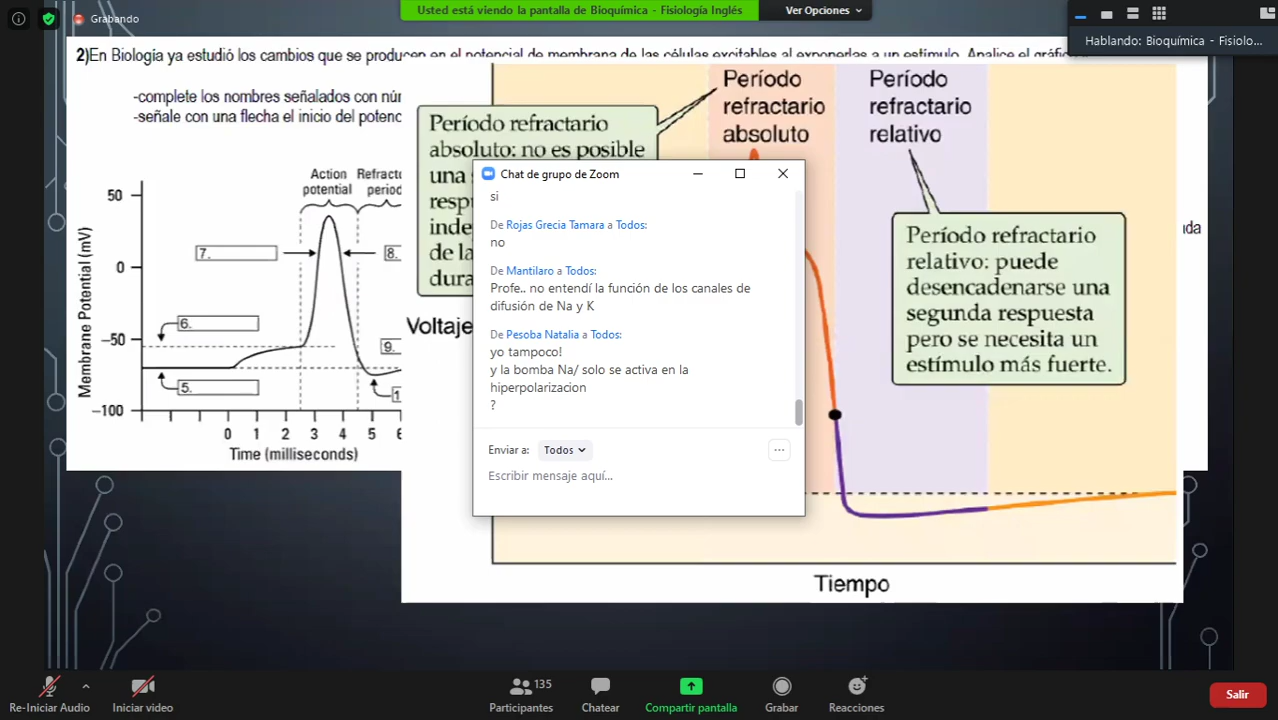 Grabando
Usted está viendo la pantalla de Bioquímica - Fisiología Inglés
Ver Opciones
Hablando: Bioquímica - Fisiolo...
2)En Biología ya estudió los cambios que se producen en el potencial de membrana de las células excitables al exponerlas a un estímulo. Analice el gráfic
-complete los nombres señalados con núr
-señale con una flecha el inicio del potenc
Action
potential
Refracto
period
50
0
-50
-100
Membrane Potential (mV)
7.
8.
6.
9.
5.
1
0 1 2 3 4 5 6
Time (milliseconds)
Período
refractario
absoluto
Período
refractario
relativo
Período refractario
absoluto: no es posible
una s
resp
inde
de la
dura
Voltaje
Período refractario
relativo: puede
desencadenarse una
segunda respuesta
pero se necesita un
estímulo más fuerte.
nda
Tiempo
Chat de grupo de Zoom
si
De Rojas Grecia Tamara a Todos:
no
De Mantilaro a Todos:
Profe.. no entendí la función de los canales de
difusión de Na y K
De Pesoba Natalia a Todos:
yo tampoco!
y la bomba Na/ solo se activa en la
hiperpolarizacion
?
Enviar a: Todos
...
Escribir mensaje aquí...
Re-Iniciar Audio
Iniciar video
135
Participantes
Chatear
Compartir pantalla
Grabar
Reacciones
Salir